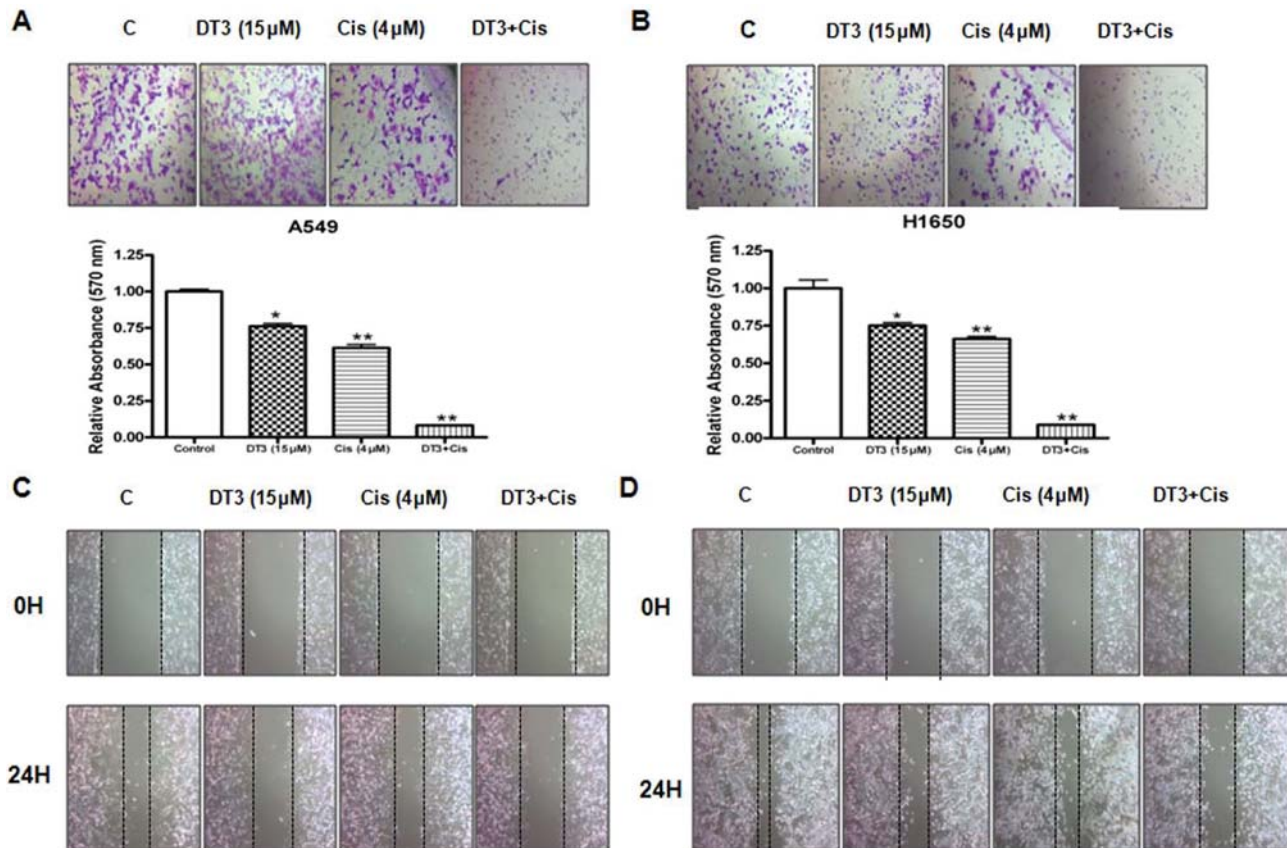 A
C DT3 (15μM) Cis (4μM) DT3+Cis
A549
Relative Absorbance (570 nm)
1.25
1.00
0.75
0.50
0.25
0.00
*
**
**
Control DT3 (15μM) Cis (4μM) DT3+Cis
B
C DT3 (15μM) Cis (4μM) DT3+Cis
H1650
Relative Absorbance (570 nm
1.25
1.00
0.75
0.50
0.25
0.00
*
**
**
Control DT3 (15μM) Cis (4μM) DT3+Cis
C
C DT3 (15μM) Cis (4μM) DT3+Cis
0H
24H
D
C DT3 (15μM) Cis (4μM) DT3+Cis
0H
24H